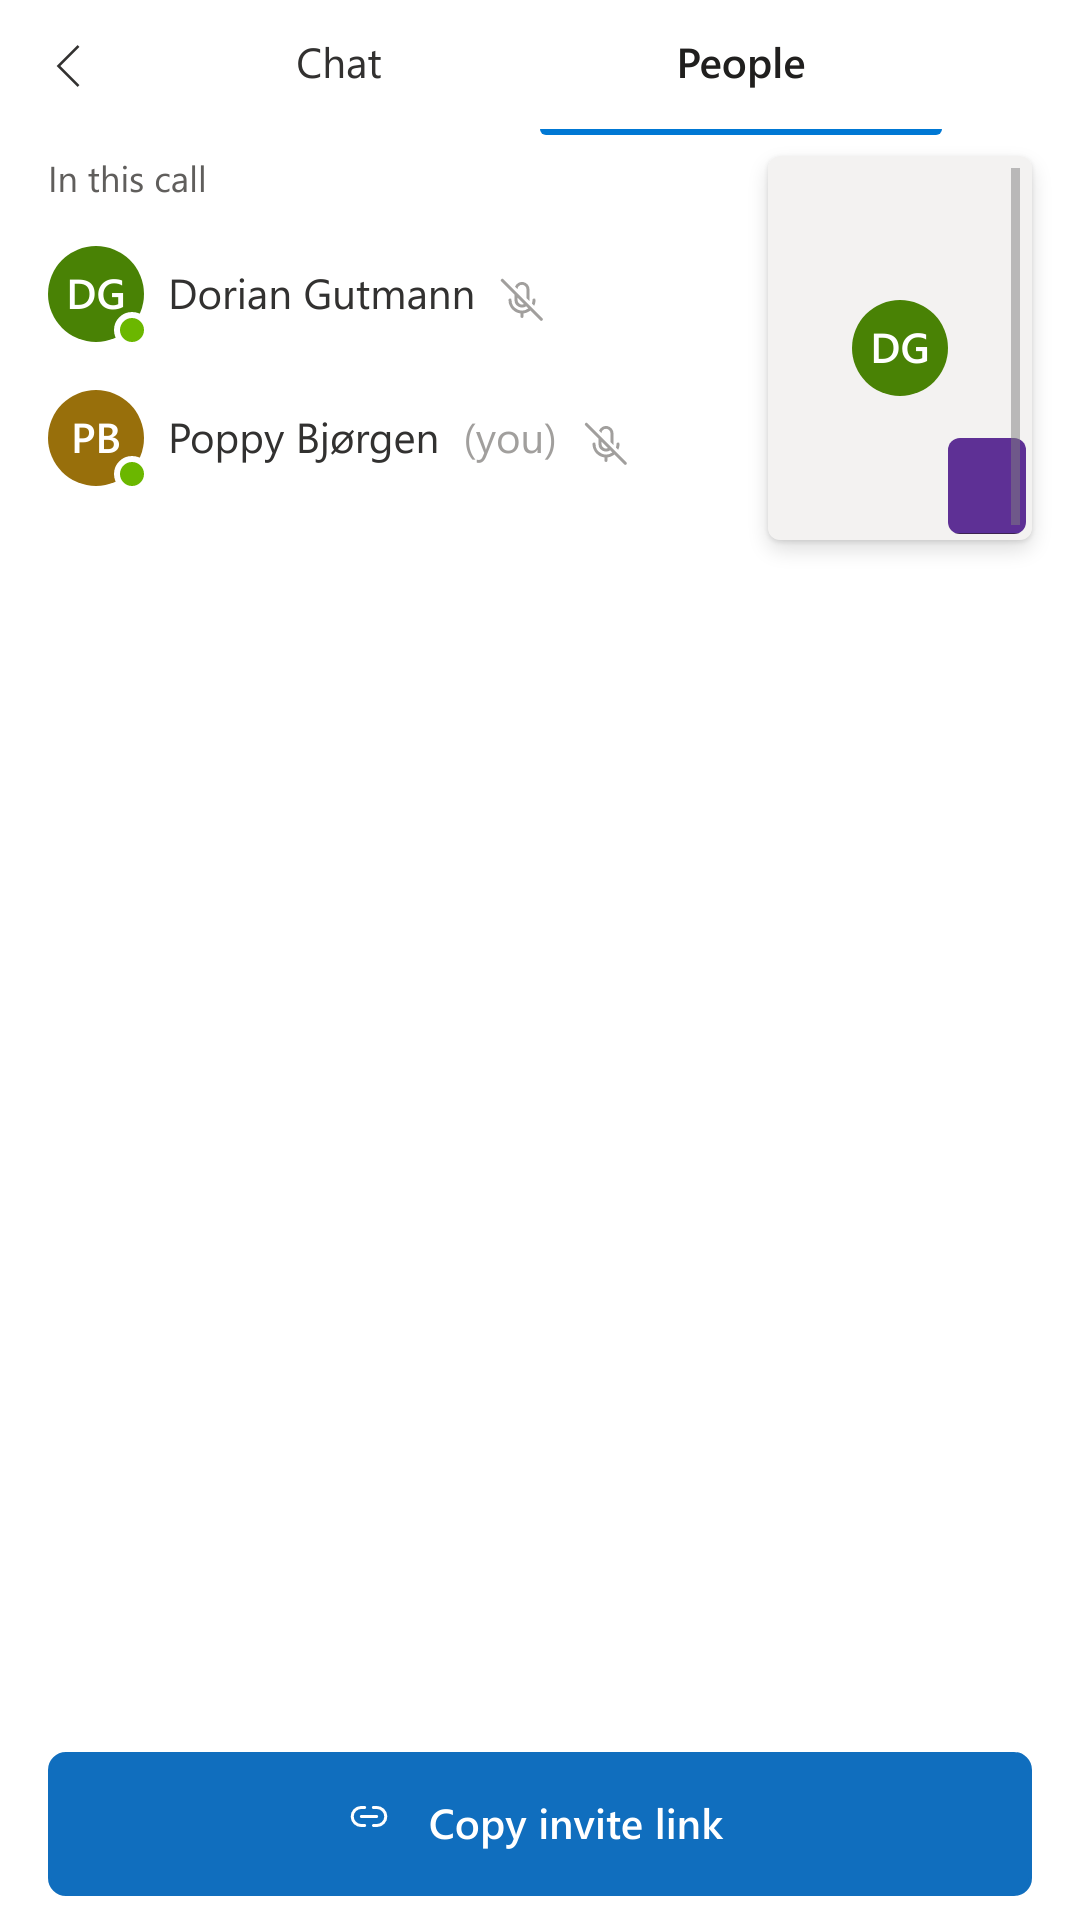 Chat People
In this call
DG Dorian Gutmann
PB Poppy Bjørgen (you)
DG
Copy invite link